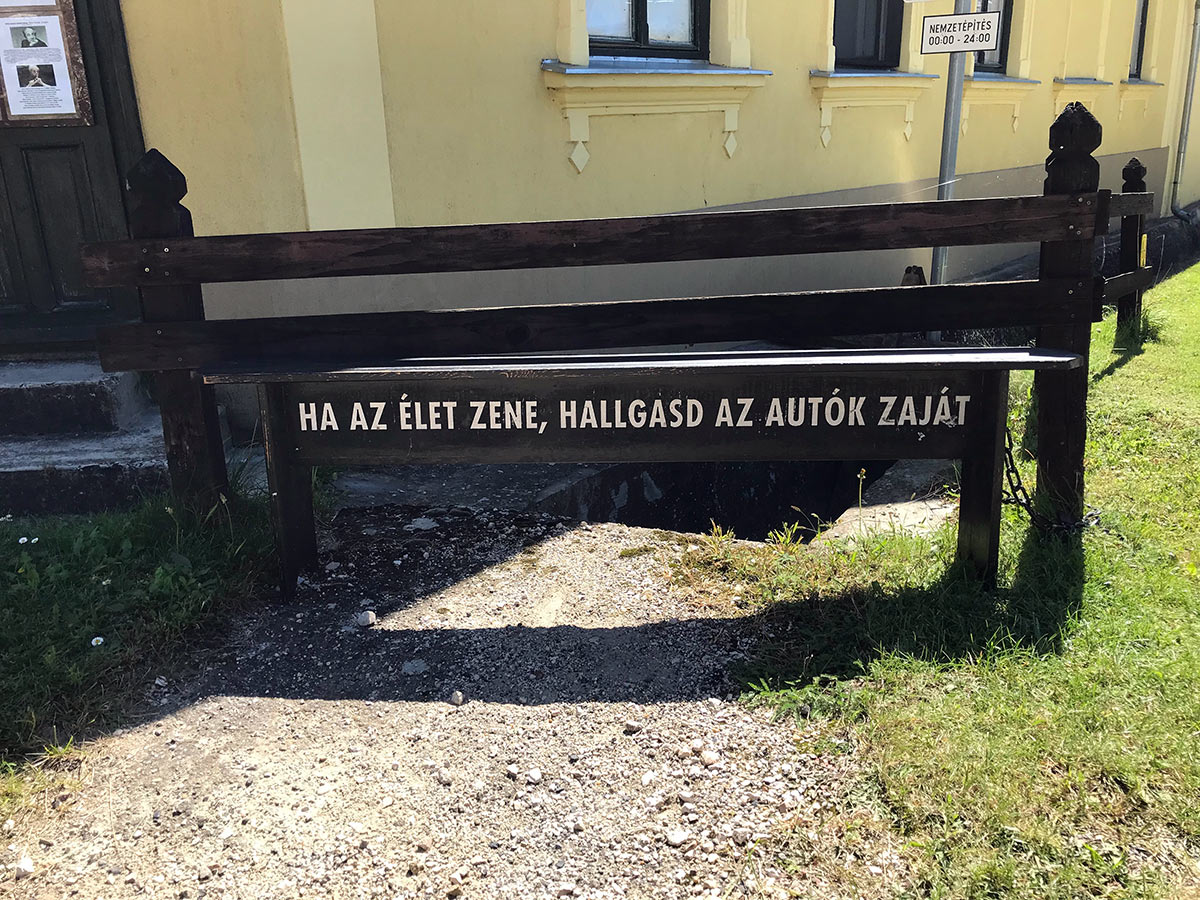 NEMZETÉPÍTÉS
00:00 - 24:00
HA AZ ÉLET ZENE, HALLGASD AZ AUTÓK ZAJÁT